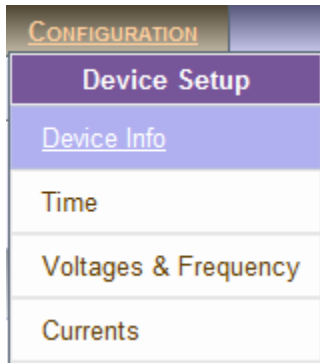 CONFIGURATION
Device Setup
Device Info
Time
Voltages & Frequency
Currents